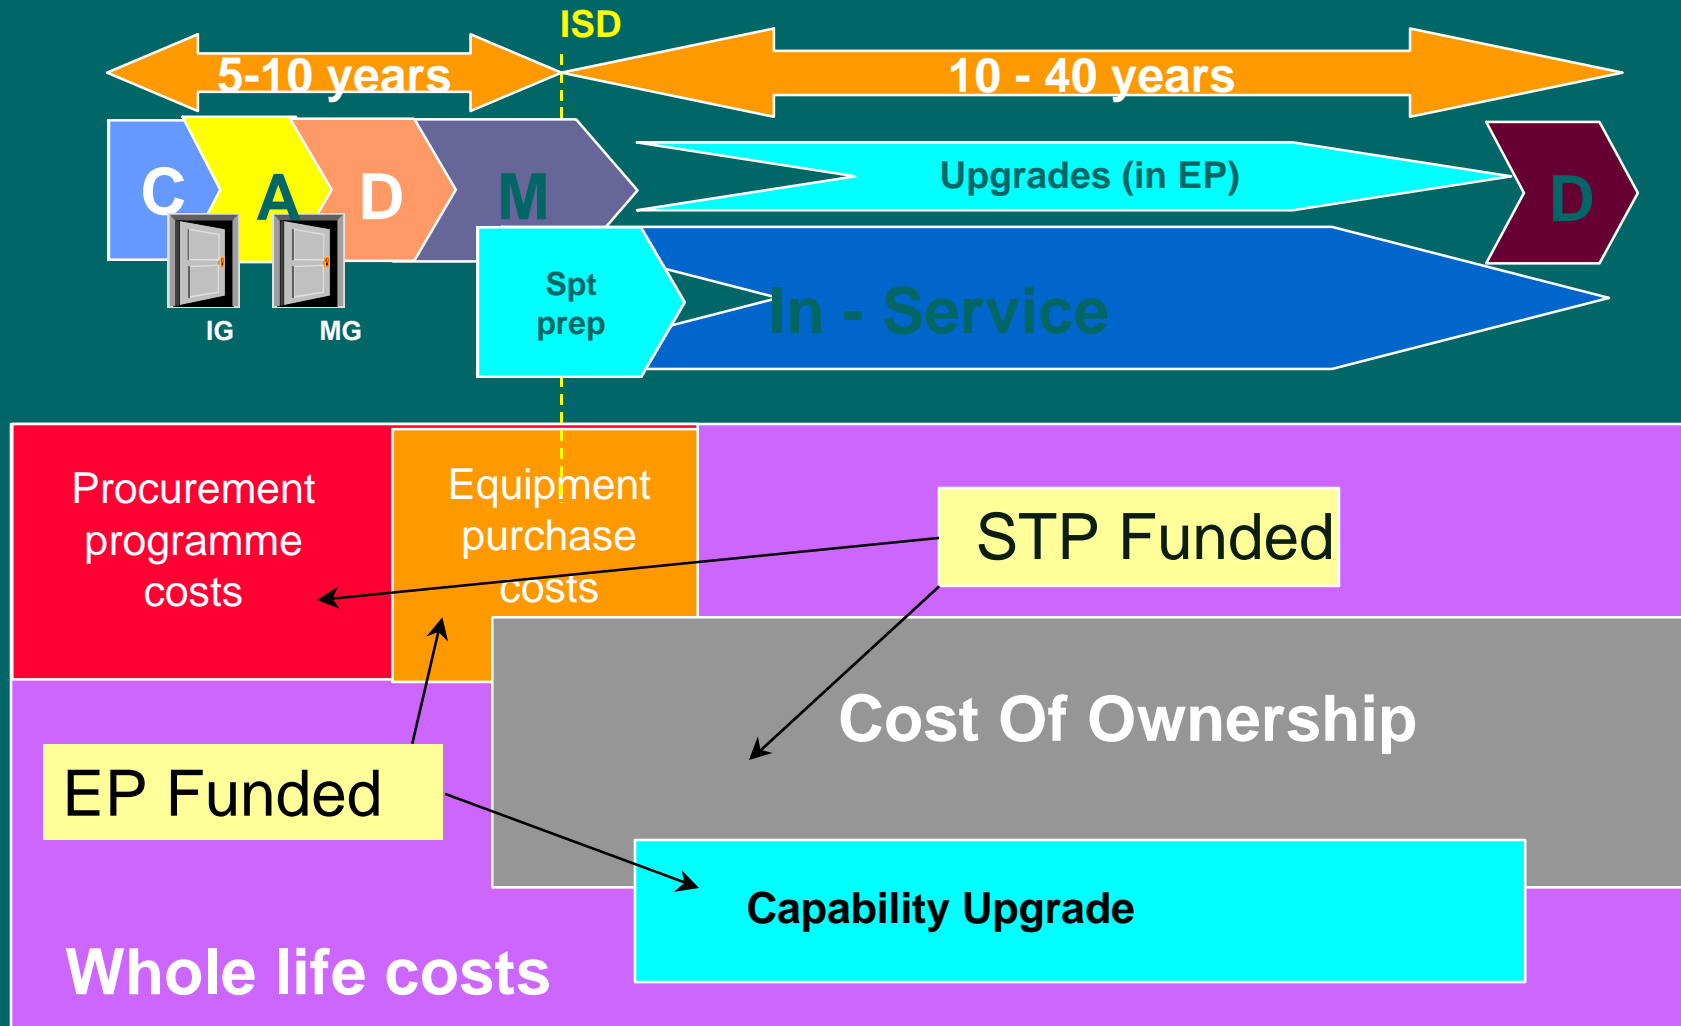 ISD
5-10 years
10 - 40 years
C
A
D
M
Upgrades (in EP)
D
IG
MG
Spt
prep
In - Service
Procurement
programme
costs
Equipment
purchase
costs
STP Funded
Cost Of Ownership
EP Funded
Capability Upgrade
Whole life costs